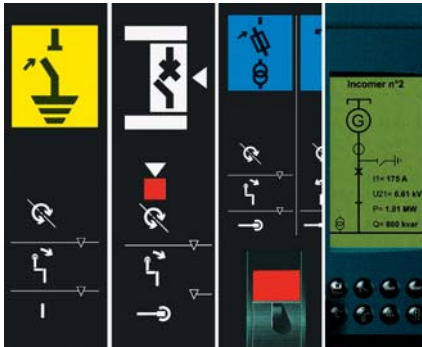 Incomer n°2
G
I1= 175 A
U21= 6.61 kV
P= 1.81 MW
Q= 860 kvar
I